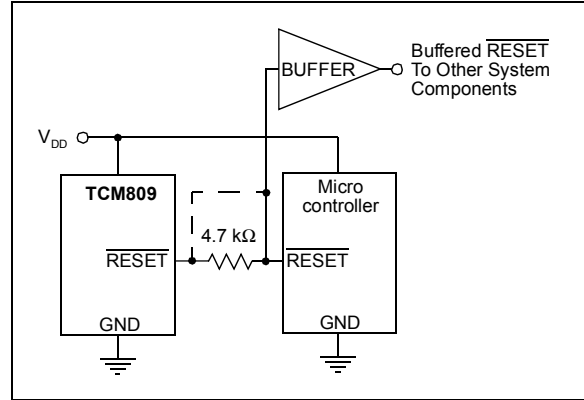 BUFFER
Buffered RESET
To Other System
Components
VDD
TCM809
Micro
controller
4.7 kΩ
RESET
RESET
GND
GND